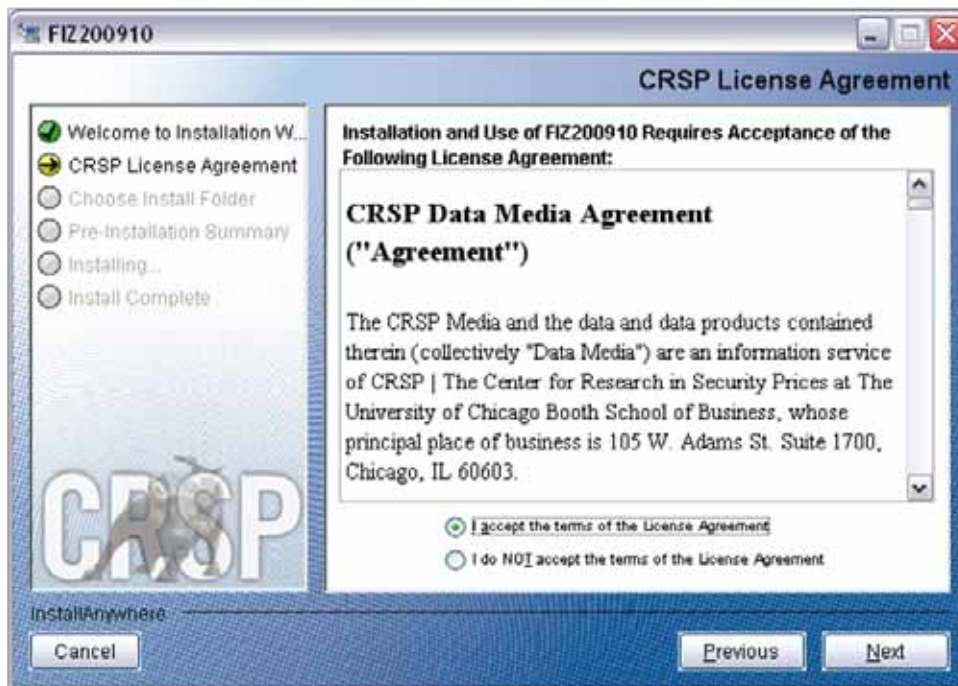 FIZ200910
CRSP License Agreement
Welcome to Installation W...
CRSP License Agreement
Choose Install Folder
Pre-Installation Summary
Installing...
Install Complete
CRSP
Installation and Use of FIZ200910 Requires Acceptance of the
Following License Agreement:
CRSP Data Media Agreement
("Agreement")
The CRSP Media and the data and data products contained
therein (collectively "Data Media") are an information service
of CRSP | The Center for Research in Security Prices at The
University of Chicago Booth School of Business, whose
principal place of business is 105 W. Adams St. Suite 1700,
Chicago, IL 60603.
I accept the terms of the License Agreement
I do NOT accept the terms of the License Agreement
InstallAnywhere
Cancel
Previous
Next